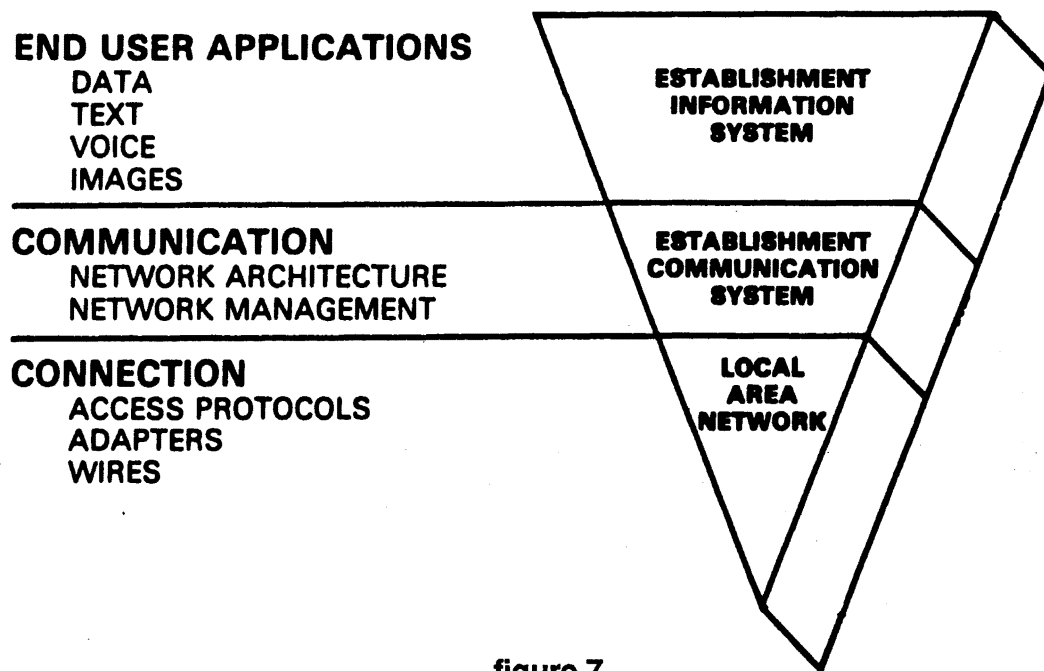 END USER APPLICATIONS
DATA
TEXT
VOICE
IMAGES
ESTABLISHMENT
INFORMATION
SYSTEM
COMMUNICATION
NETWORK ARCHITECTURE
NETWORK MANAGEMENT
ESTABLISHMENT
COMMUNICATION
SYSTEM
CONNECTION
ACCESS PROTOCOLS
ADAPTERS
WIRES
LOCAL
AREA
NETWORK
figure 7